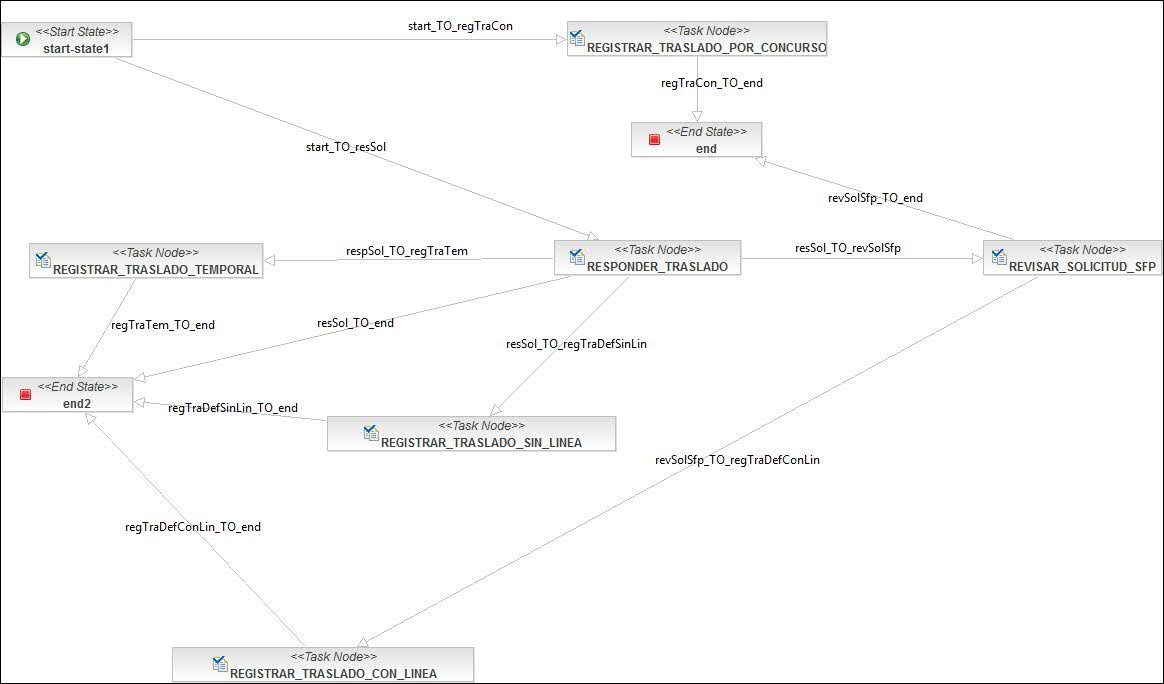 <<Start State>>
start-state1
start_TO_regTraCon
<<Task Node>>
REGISTRAR_TRASLADO_POR_CONCURSO
regTraCon_TO_end
<<End State>>
end
start_TO_resSol
revSolSfp_TO_end
<<Task Node>>
REGISTRAR_TRASLADO_TEMPORAL
respSol_TO_regTraTem
<<Task Node>>
RESPONDER_TRASLADO
resSol_TO_revSolSfp
<<Task Node>>
REVISAR_SOLICITUD_SFP
regTraTem_TO_end
resSol_TO_end
resSol_TO_regTraDefSinLin
<<End State>>
end2
regTraDefSinLin_TO_end
<<Task Node>>
REGISTRAR_TRASLADO_SIN_LINEA
revSolSfp_TO_regTraDefConLin
regTraDefConLin_TO_end
<<Task Node>>
REGISTRAR_TRASLADO_CON_LINEA